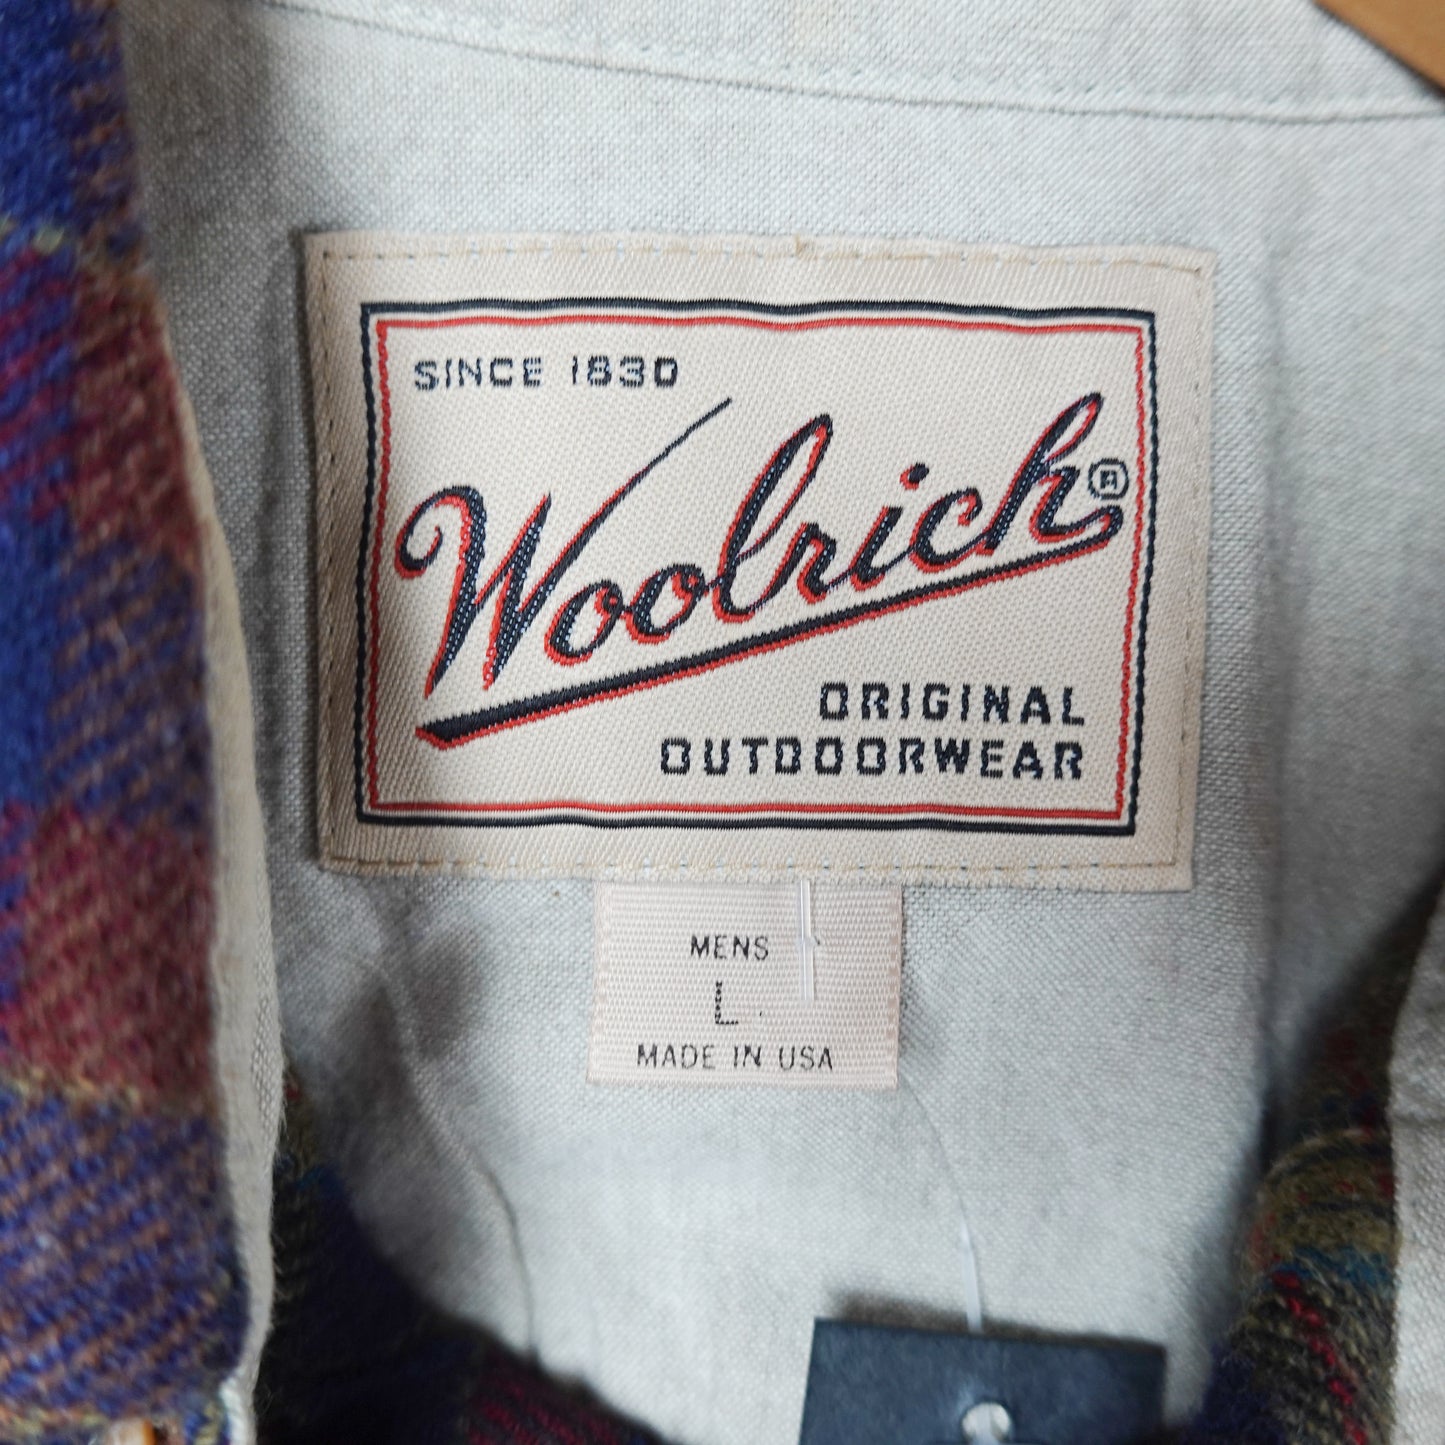 SINCE 1830
Woolrich®
ORIGINAL
OUTDOORWEAR
MENS
L
MADE IN USA